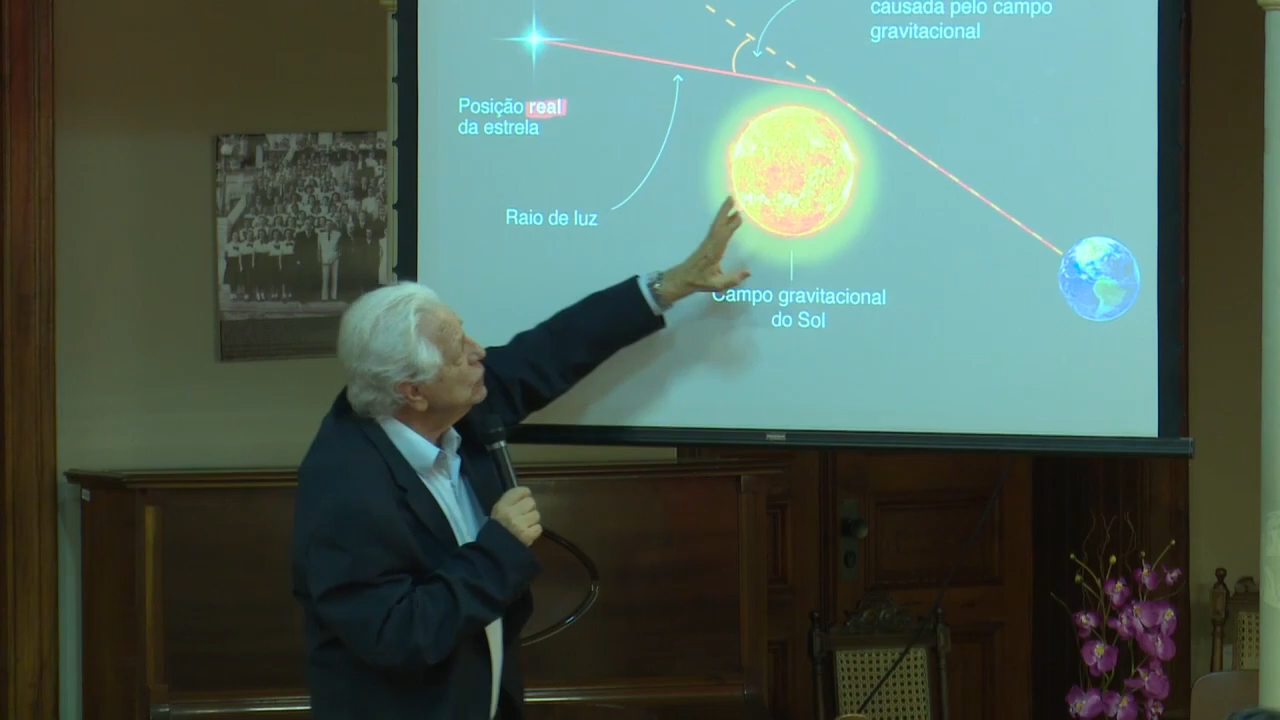 causada pelo campo
gravitacional
Posição real
da estrela
Raio de luz
Campo gravitacional
do Sol